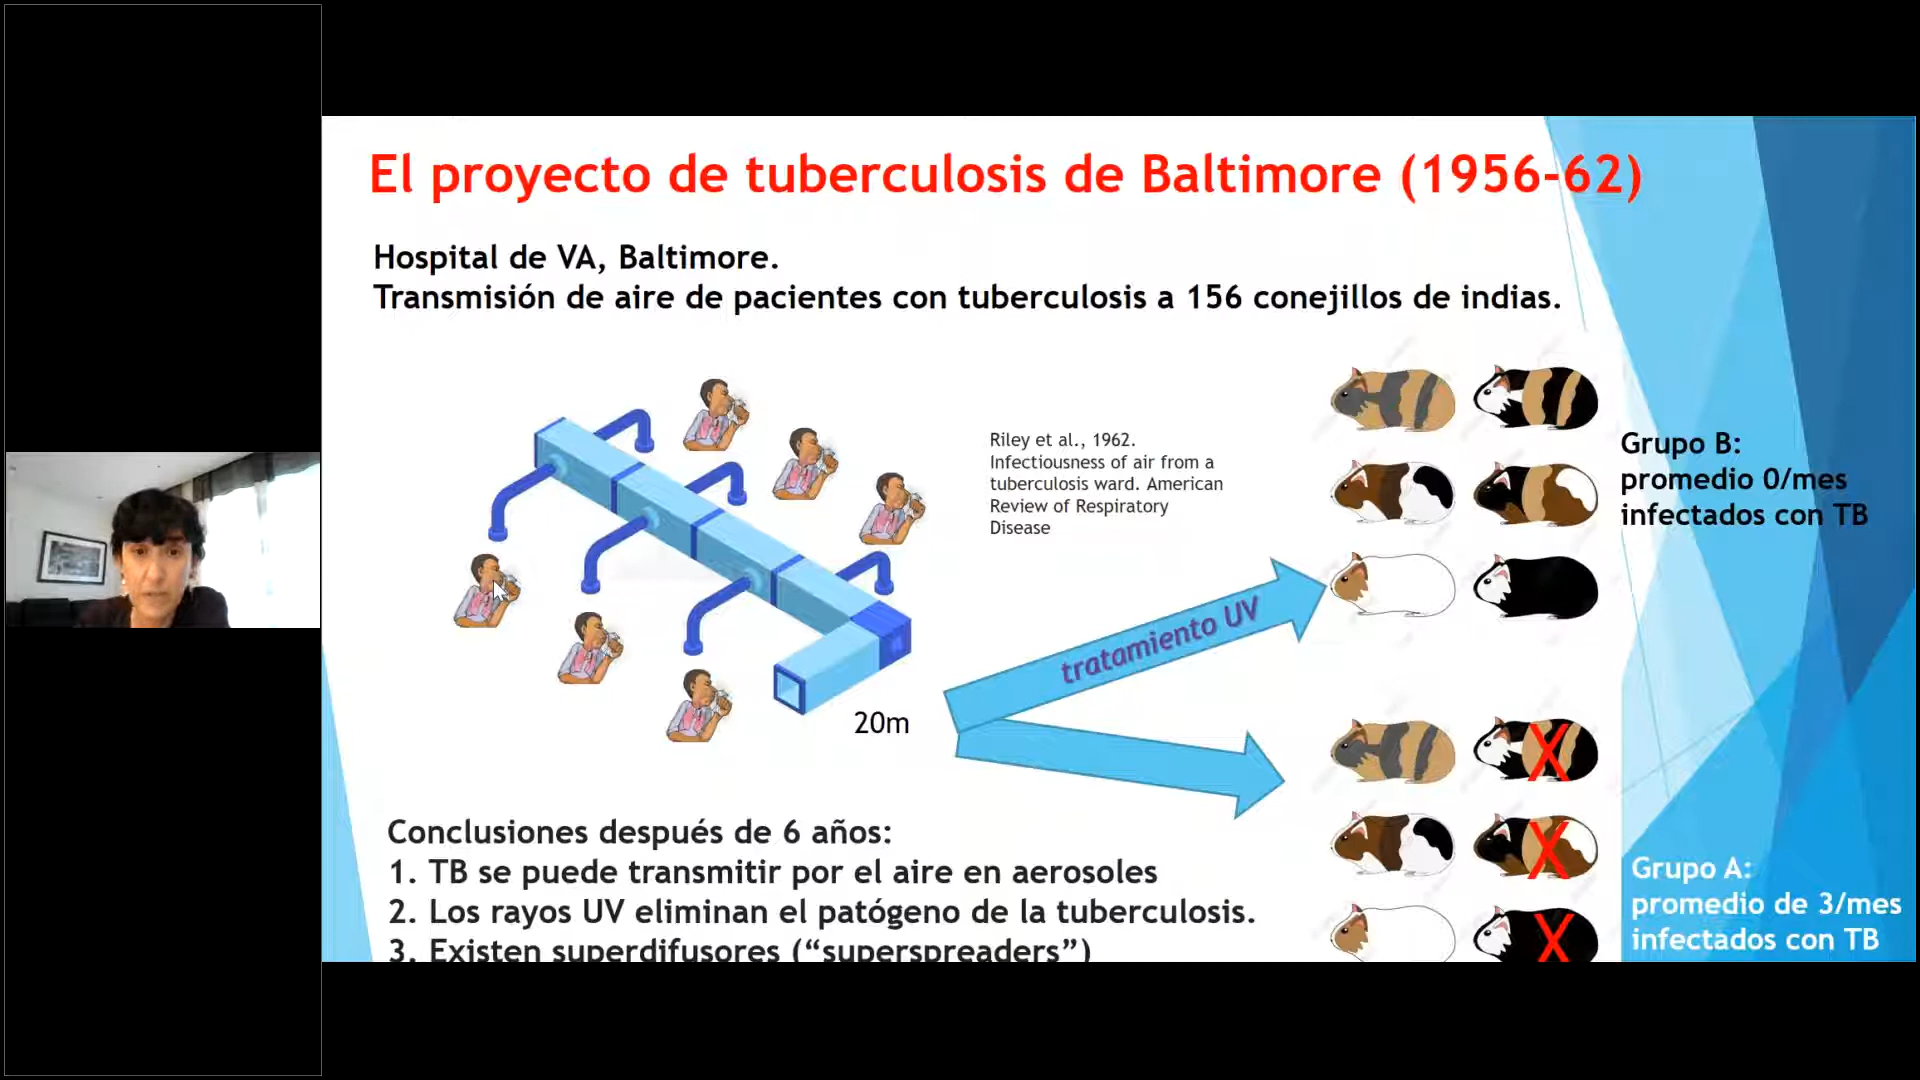 El proyecto de tuberculosis de Baltimore (1956-62)
Hospital de VA, Baltimore.
Transmisión de aire de pacientes con tuberculosis a 156 conejillos de indias.
Riley et al., 1962.
Infectiousness of air from a
tuberculosis ward. American
Review of Respiratory
Disease
Grupo B:
promedio 0/mes
infectados con TB
tratamiento UV
20m
X
X
X
Conclusiones después de 6 años:
1. TB se puede transmitir por el aire en aerosoles
2. Los rayos UV eliminan el patógeno de la tuberculosis.
3. Existen superdifusores (“superspreaders”)
Grupo A:
promedio de 3/mes
infectados con TB